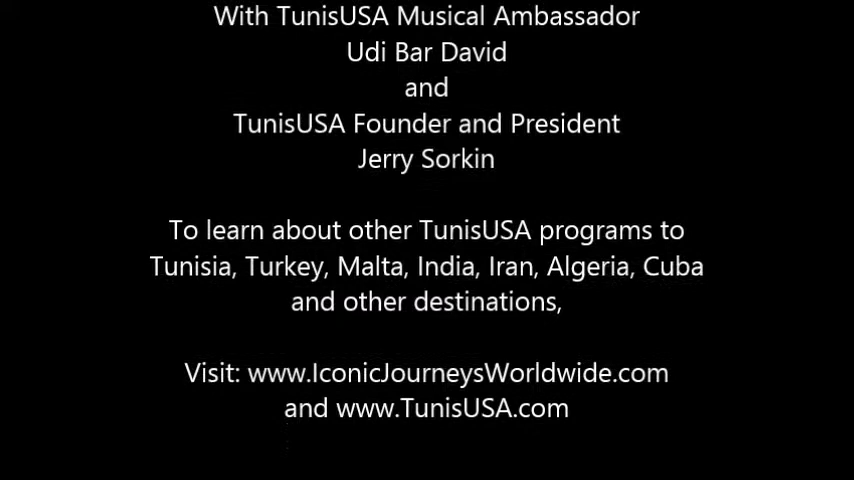 With TunisUSA Musical Ambassador
Udi Bar David
and
TunisUSA Founder and President
Jerry Sorkin
To learn about other TunisUSA programs to
Tunisia, Turkey, Malta, India, Iran, Algeria, Cuba
and other destinations,
Visit: www.IconicJourneysWorldwide.com
and www.TunisUSA.com